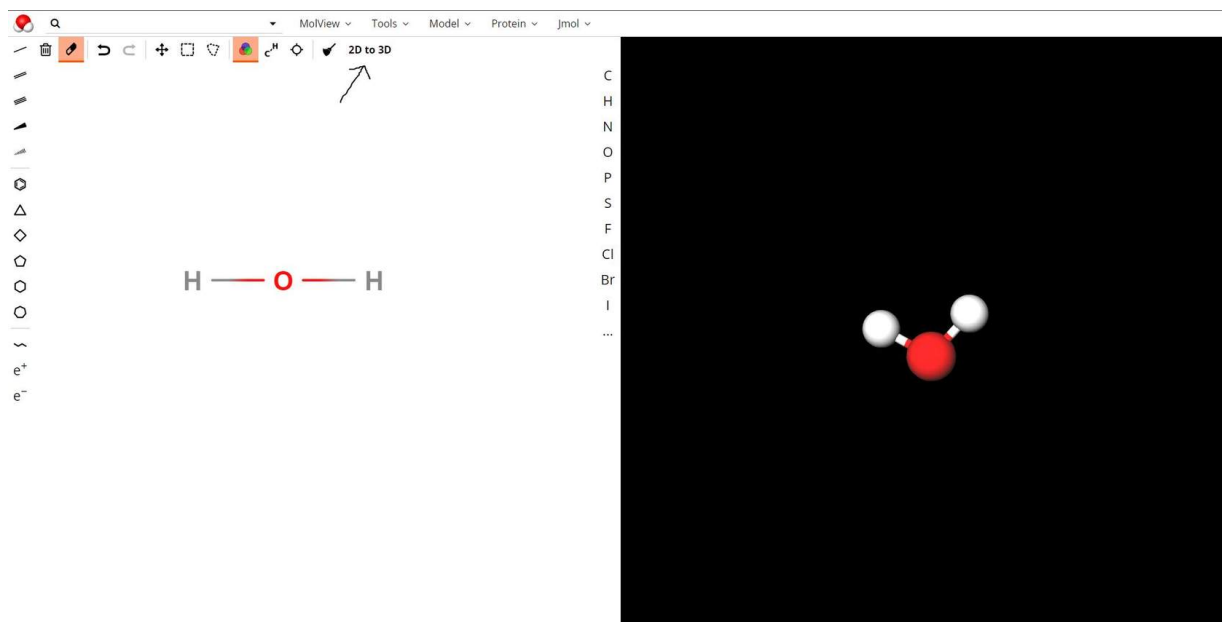 MolView Tools Model Protein Jmol
2D to 3D
C
H
N
O
P
S
F
Cl
Br
I
...
C H
H O H
e+
e−